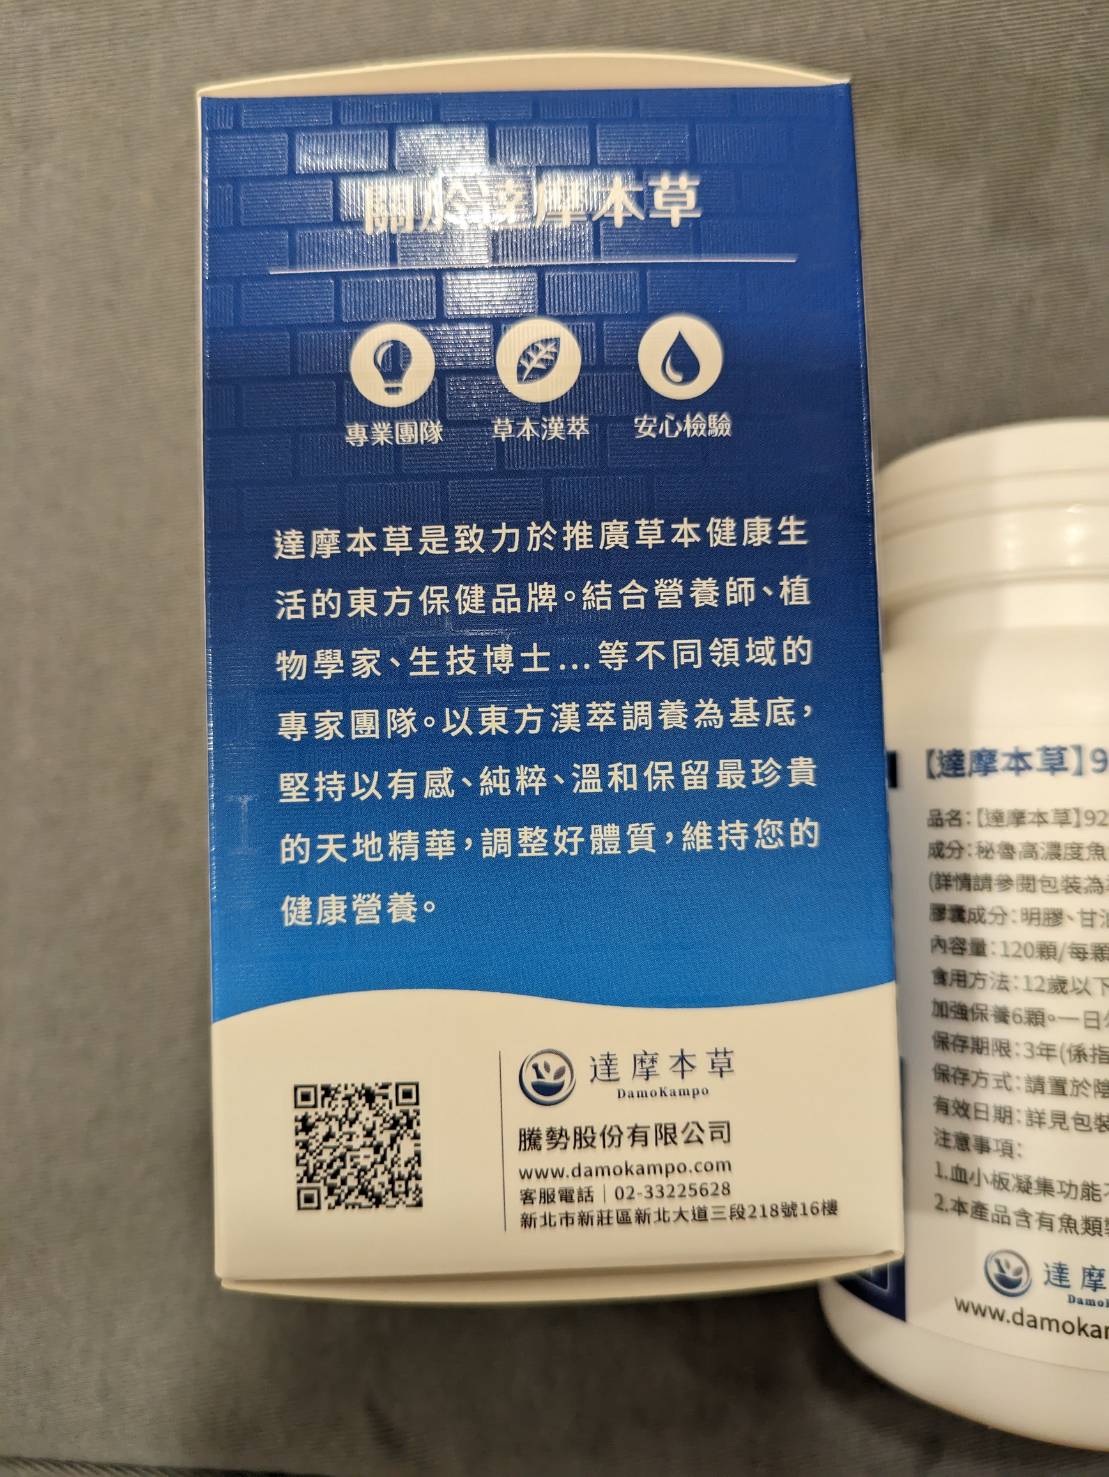 關於達摩本草
專業團隊
草本漢萃
安心檢驗
達摩本草是致力於推廣草本健康生
活的東方保健品牌。結合營養師、植
物學家、生技博士...等不同領域的
專家團隊。以東方漢萃調養為基底，
堅持以有感、純粹、溫和保留最珍貴
的天地精華，調整好體質，維持您的
健康營養。
達摩本草
DamoKampo
騰勢股份有限公司
www.damokampo.com
客服電話｜02-33225628
新北市新莊區新北大道三段218號16樓
【達摩本草】9
品名：【達摩本草】92
成分：秘魯高濃度魚
(詳情請參閱包裝為
膠囊成分：明膠、甘油
內容量：120顆/每顆
食用方法：12歲以下
加強保養6顆。一日
保存期限：3年(係指
保存方式：請置於陰
有效日期：詳見包裝
注意事項：
1.血小板凝集功能
2.本產品含有魚類
達摩
Damo
www.damokam